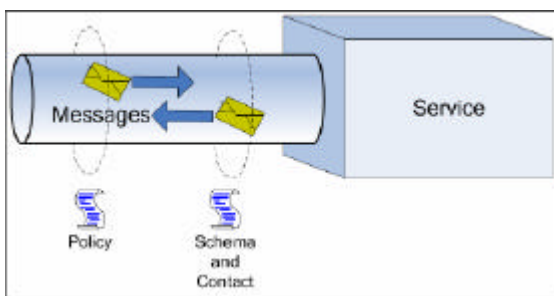 Messages
Service
Policy
Schema
and
Contact